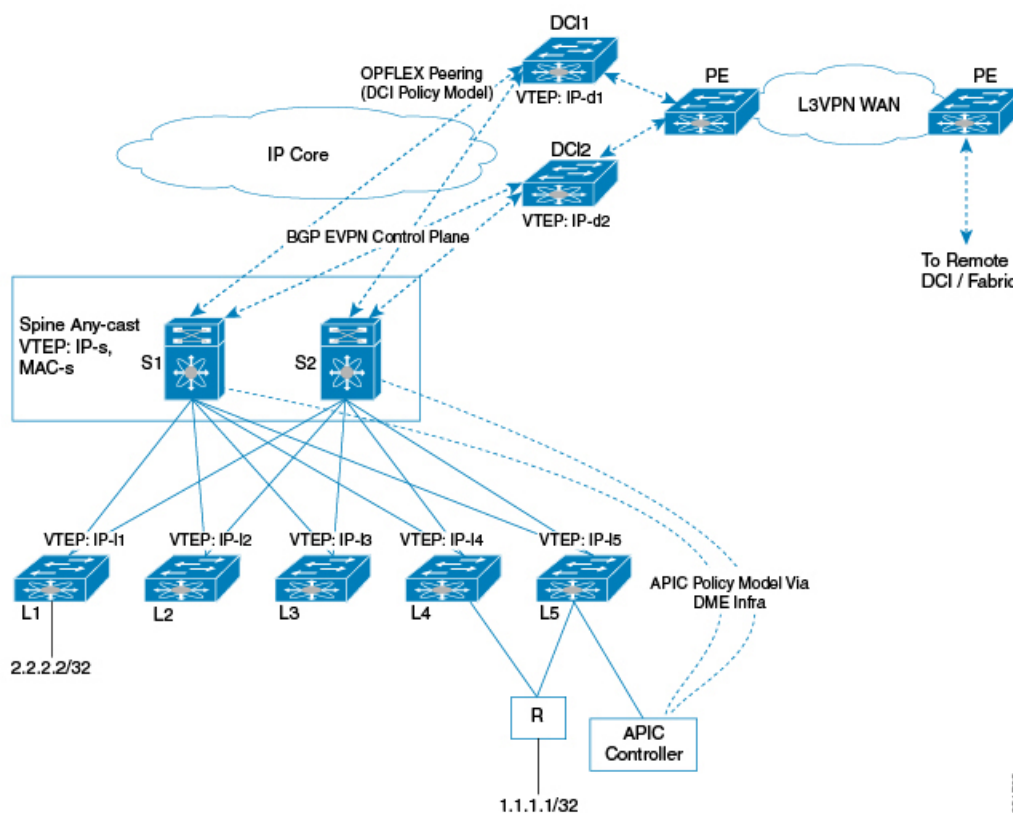 DCI1
OPFLEX Peering
(DCI Policy Model)
VTEP: IP-d1
PE
L3VPN WAN
PE
IP Core
DCI2
VTEP: IP-d2
BGP EVPN Control Plane
To Remote
DCI / Fabric
Spine Any-cast
VTEP: IP-s,
MAC-s
S1
S2
VTEP: IP-l1
VTEP: IP-l2
VTEP: IP-l3
VTEP: IP-l4
VTEP: IP-l5
L1
L2
L3
L4
L5
APIC Policy Model Via
DME Infra
2.2.2.2/32
R
APIC
Controller
1.1.1.1/32